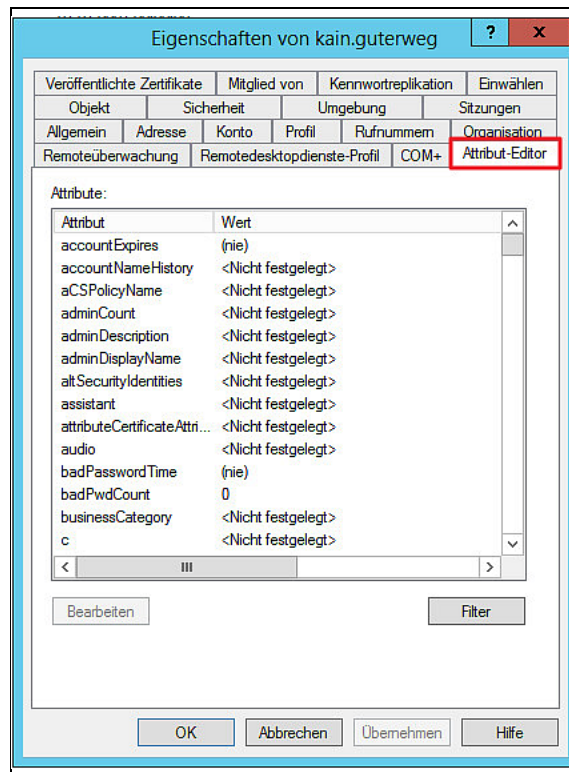 Eigenschaften von kain.guterweg
? x
Veröffentlichte Zertifikate Mitglied von Kennwortreplikation Einwählen
Objekt Sicherheit Umgebung Sitzungen
Allgemein Adresse Konto Profil Rufnummern Organisation
Remoteüberwachung Remotedesktopdienste-Profil COM+ Attribut-Editor
Attribute:
Attribut Wert
accountExpires (nie)
accountNameHistory <Nicht festgelegt>
aCSPolicyName <Nicht festgelegt>
adminCount <Nicht festgelegt>
adminDescription <Nicht festgelegt>
adminDisplayName <Nicht festgelegt>
altSecurityIdentities <Nicht festgelegt>
assistant <Nicht festgelegt>
attributeCertificateAttri... <Nicht festgelegt>
audio <Nicht festgelegt>
badPasswordTime (nie)
badPwdCount 0
businessCategory <Nicht festgelegt>
c <Nicht festgelegt>
Bearbeiten Filter
OK Abbrechen Übernehmen Hilfe